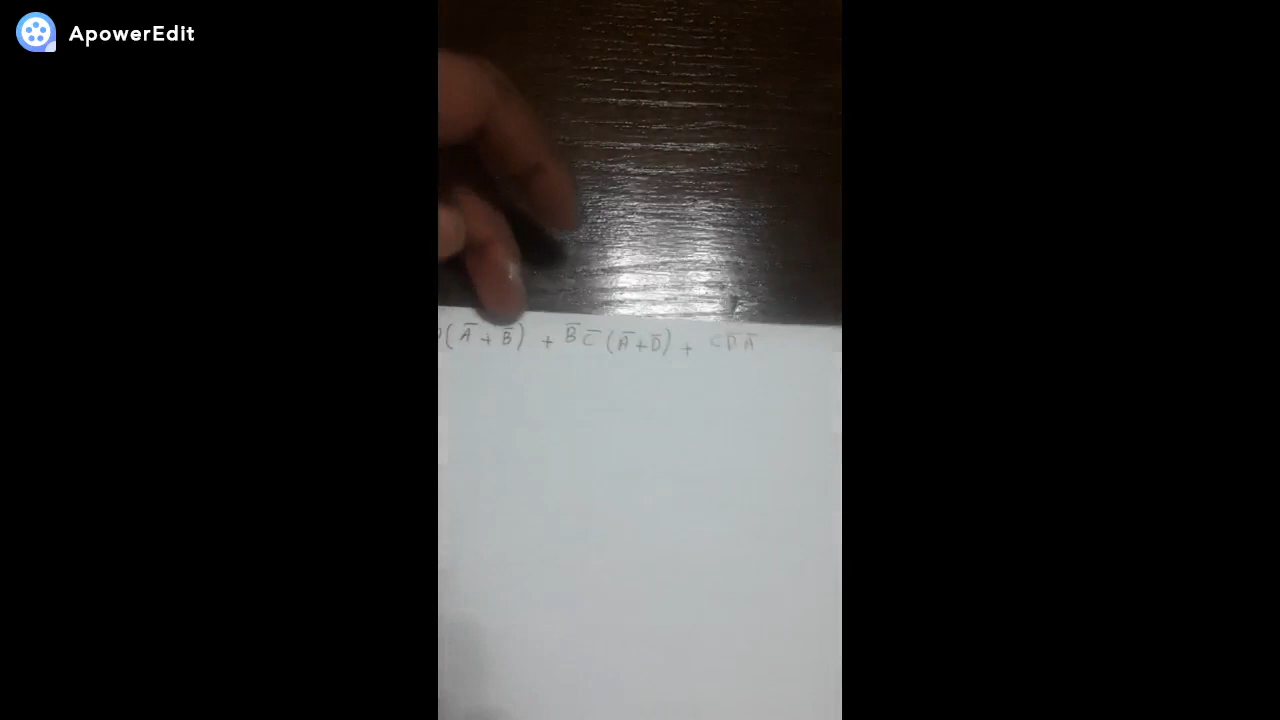 ApowerEdit
(A̅ + B̅) + B̅ C̅ (A̅ + D̅) + C D̅ A̅